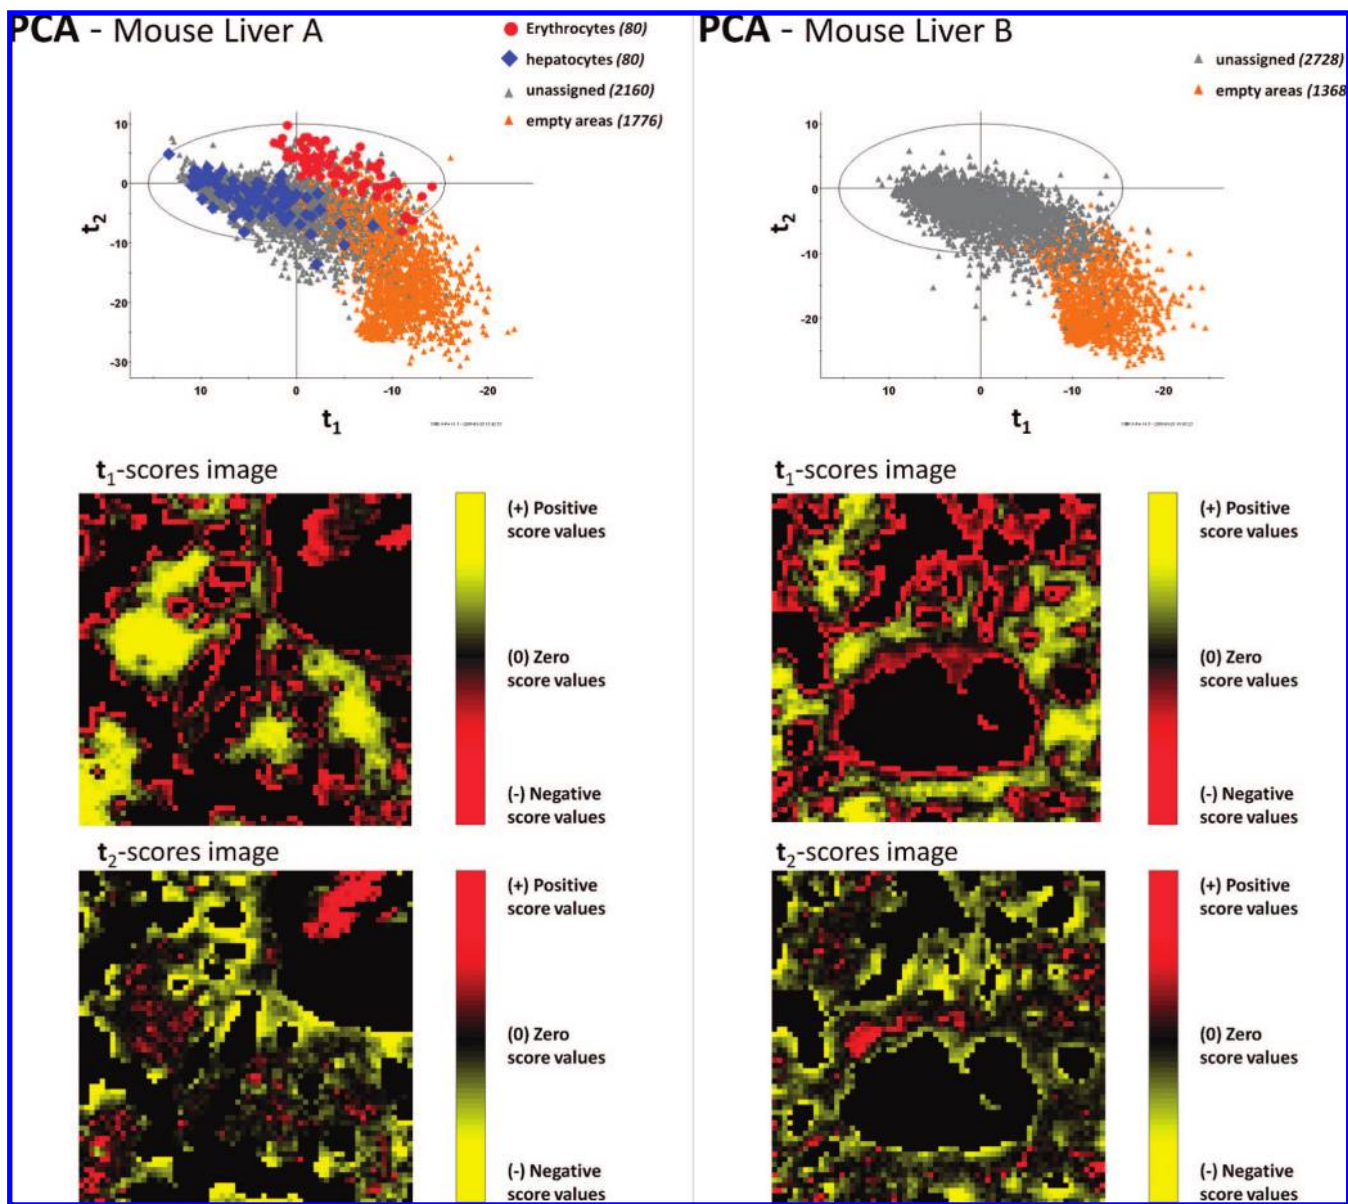 PCA - Mouse Liver A
Erythrocytes (80)
hepatocytes (80)
unassigned (2160)
empty areas (1776)
10
0
-10
-20
-30
t2
10
0
-10
-20
t1
t1-scores image
(+) Positive
score values
(0) Zero
score values
(-) Negative
score values
t2-scores image
(+) Positive
score values
(0) Zero
score values
(-) Negative
score values
PCA - Mouse Liver B
unassigned (2728)
empty areas (1368
10
0
-10
-20
t2
10
0
-10
-20
t1
t1-scores image
(+) Positive
score values
(0) Zero
score values
(-) Negative
score values
t2-scores image
(+) Positive
score values
(0) Zero
score values
(-) Negative
score values